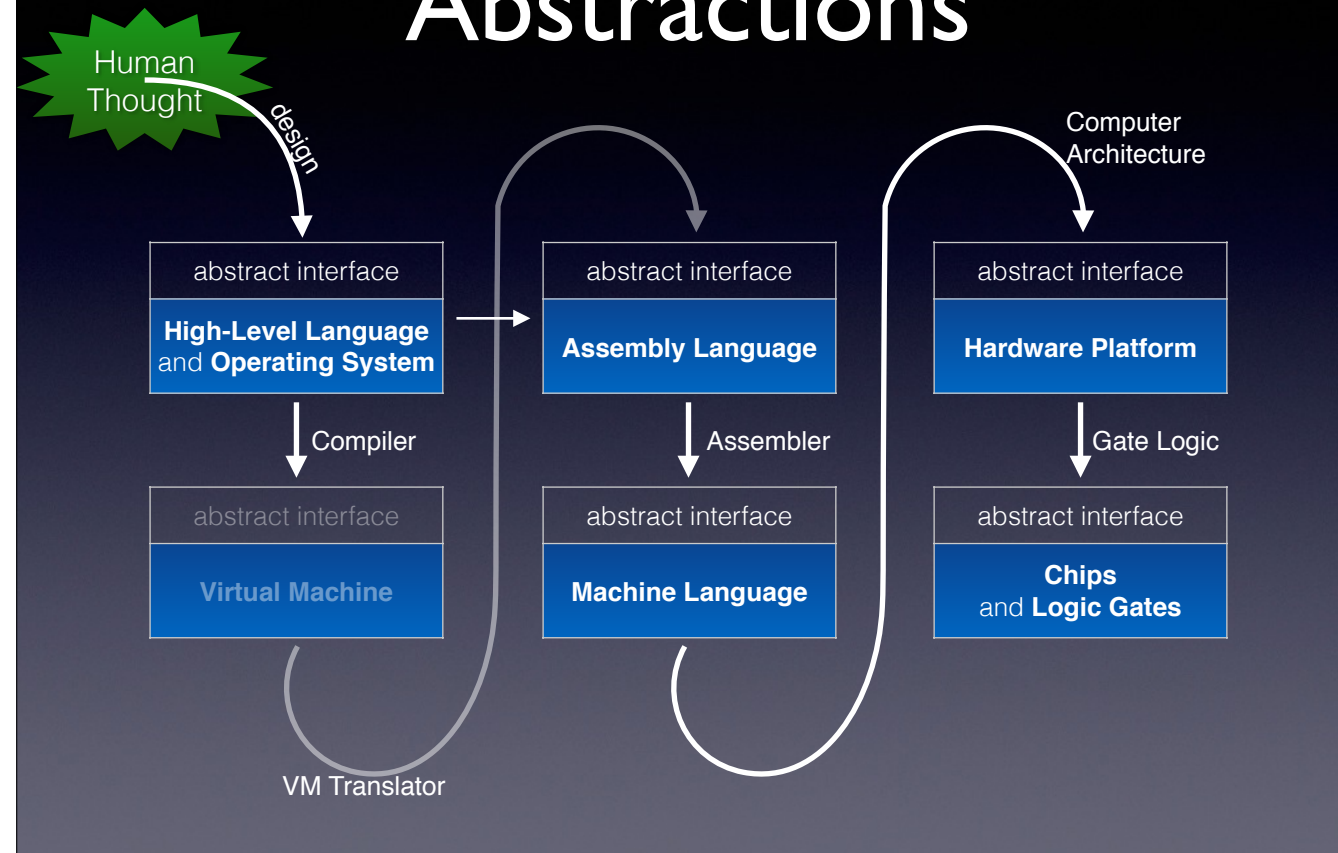 Abstractions
Human
Thought
design
abstract interface
High-Level Language
and Operating System
Compiler
abstract interface
Virtual Machine
VM Translator
abstract interface
Assembly Language
Assembler
abstract interface
Machine Language
Computer
Architecture
abstract interface
Hardware Platform
Gate Logic
abstract interface
Chips
and Logic Gates